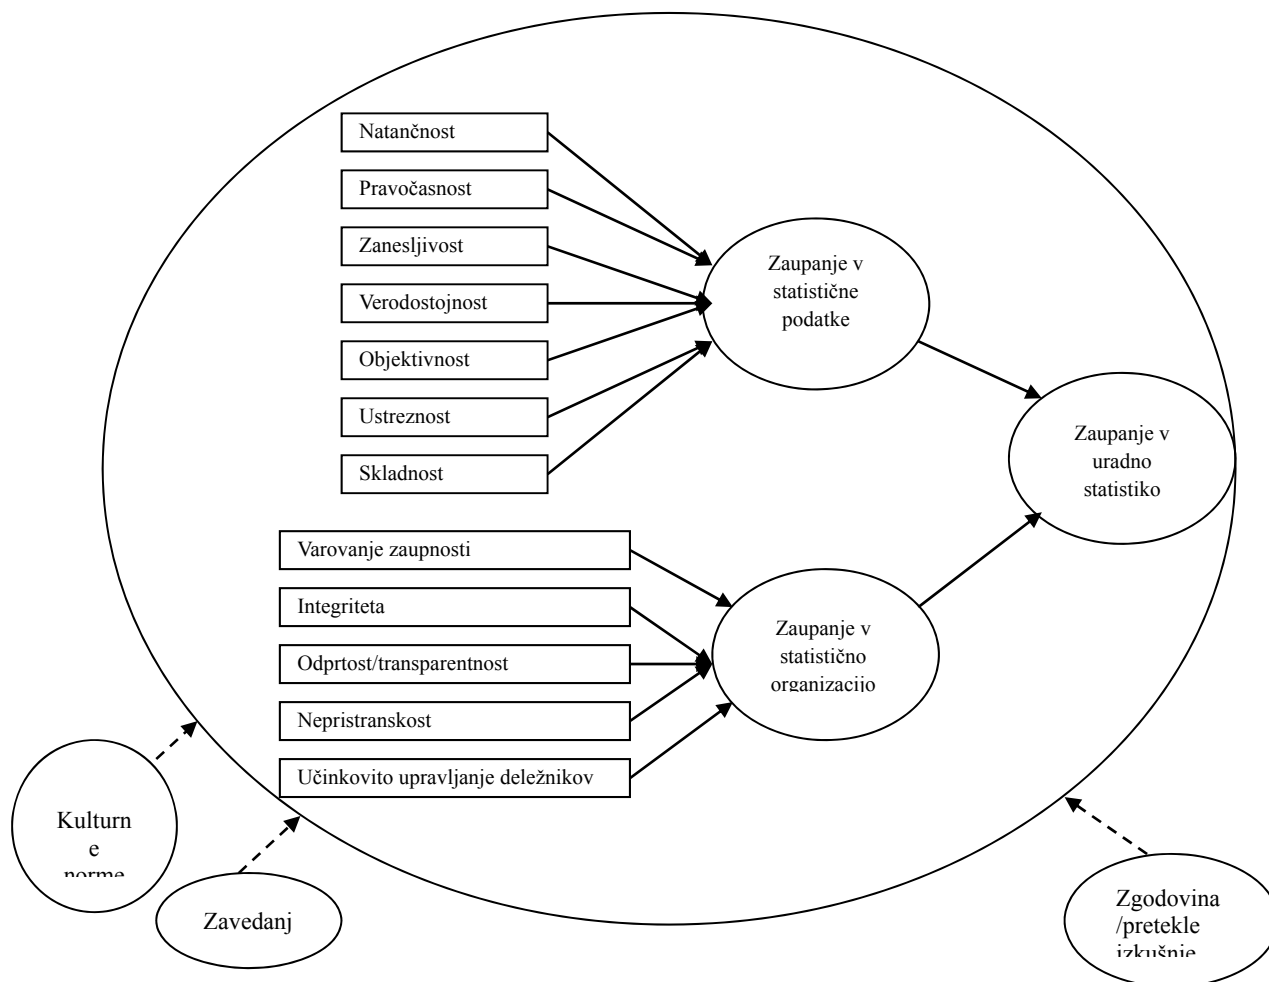 Natančnost
Pravočasnost
Zanesljivost
Verodostojnost
Objektivnost
Ustreznost
Skladnost
Zaupanje v
statistične
podatke
Zaupanje v
uradno
statistiko
Varovanje zaupnosti
Integriteta
Odprtost/transparentnost
Nepristranskost
Učinkovito upravljanje deležnikov
Zaupanje v
statistično
organizacijo
Kulturn
e
norme
Zavedanj
Zgodovina
/pretekle
izkušnje